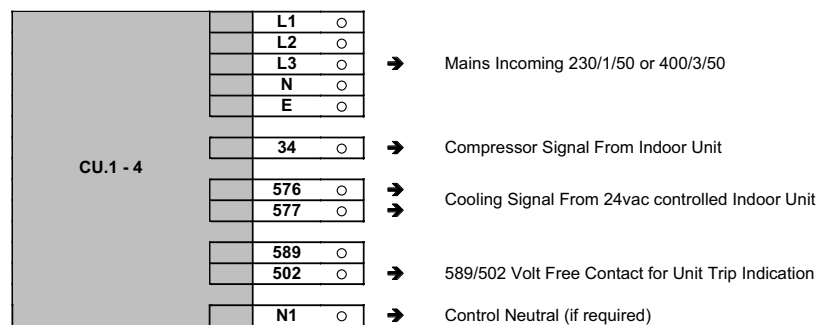 L1
L2
L3 ➔ Mains Incoming 230/1/50 or 400/3/50
N
E
34 ➔ Compressor Signal From Indoor Unit
CU.1 - 4
576 ➔
Cooling Signal From 24vac controlled Indoor Unit
577 ➔
589
502 ➔ 589/502 Volt Free Contact for Unit Trip Indication
N1 ➔ Control Neutral (if required)